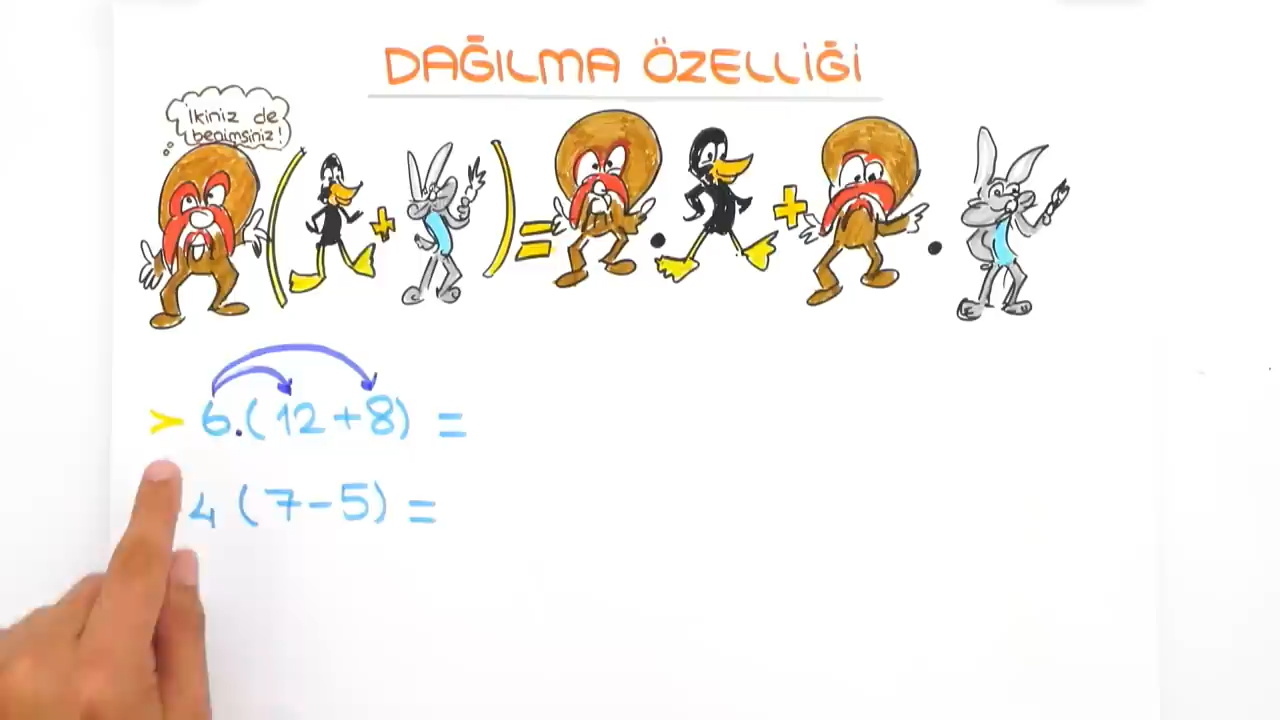 DAĞILMA ÖZELLİĞİ
İkiniz de
benimsiniz!
( + ) = . + .
> 6.(12+8) =
4(7-5) =